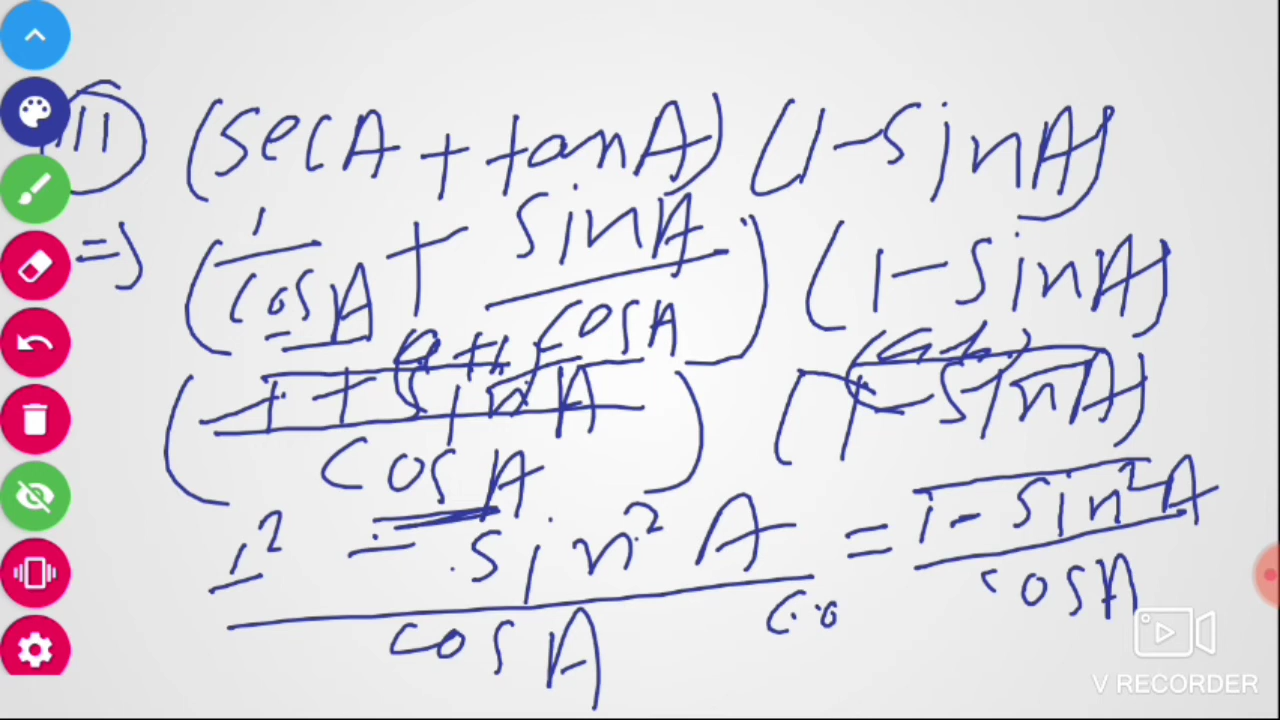 (11) (secA + tanA) (1 - sinA)
=> (1/cosA + sinA/cosA) (1 - sinA)
(a+b) (a-b)
(1 + sinA/cosA) (1 - sinA)
1² - sin²A/cosA = 1 - sin²A/cosA
V RECORDER